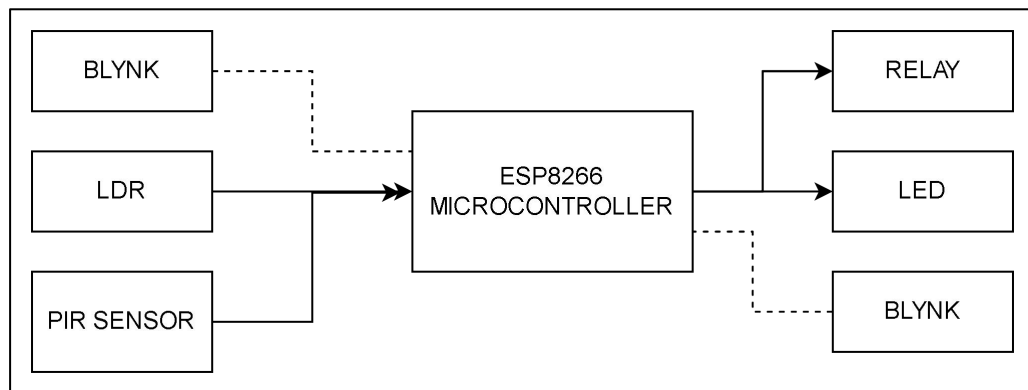 BLYNK
LDR
PIR SENSOR
ESP8266
MICROCONTROLLER
RELAY
LED
BLYNK